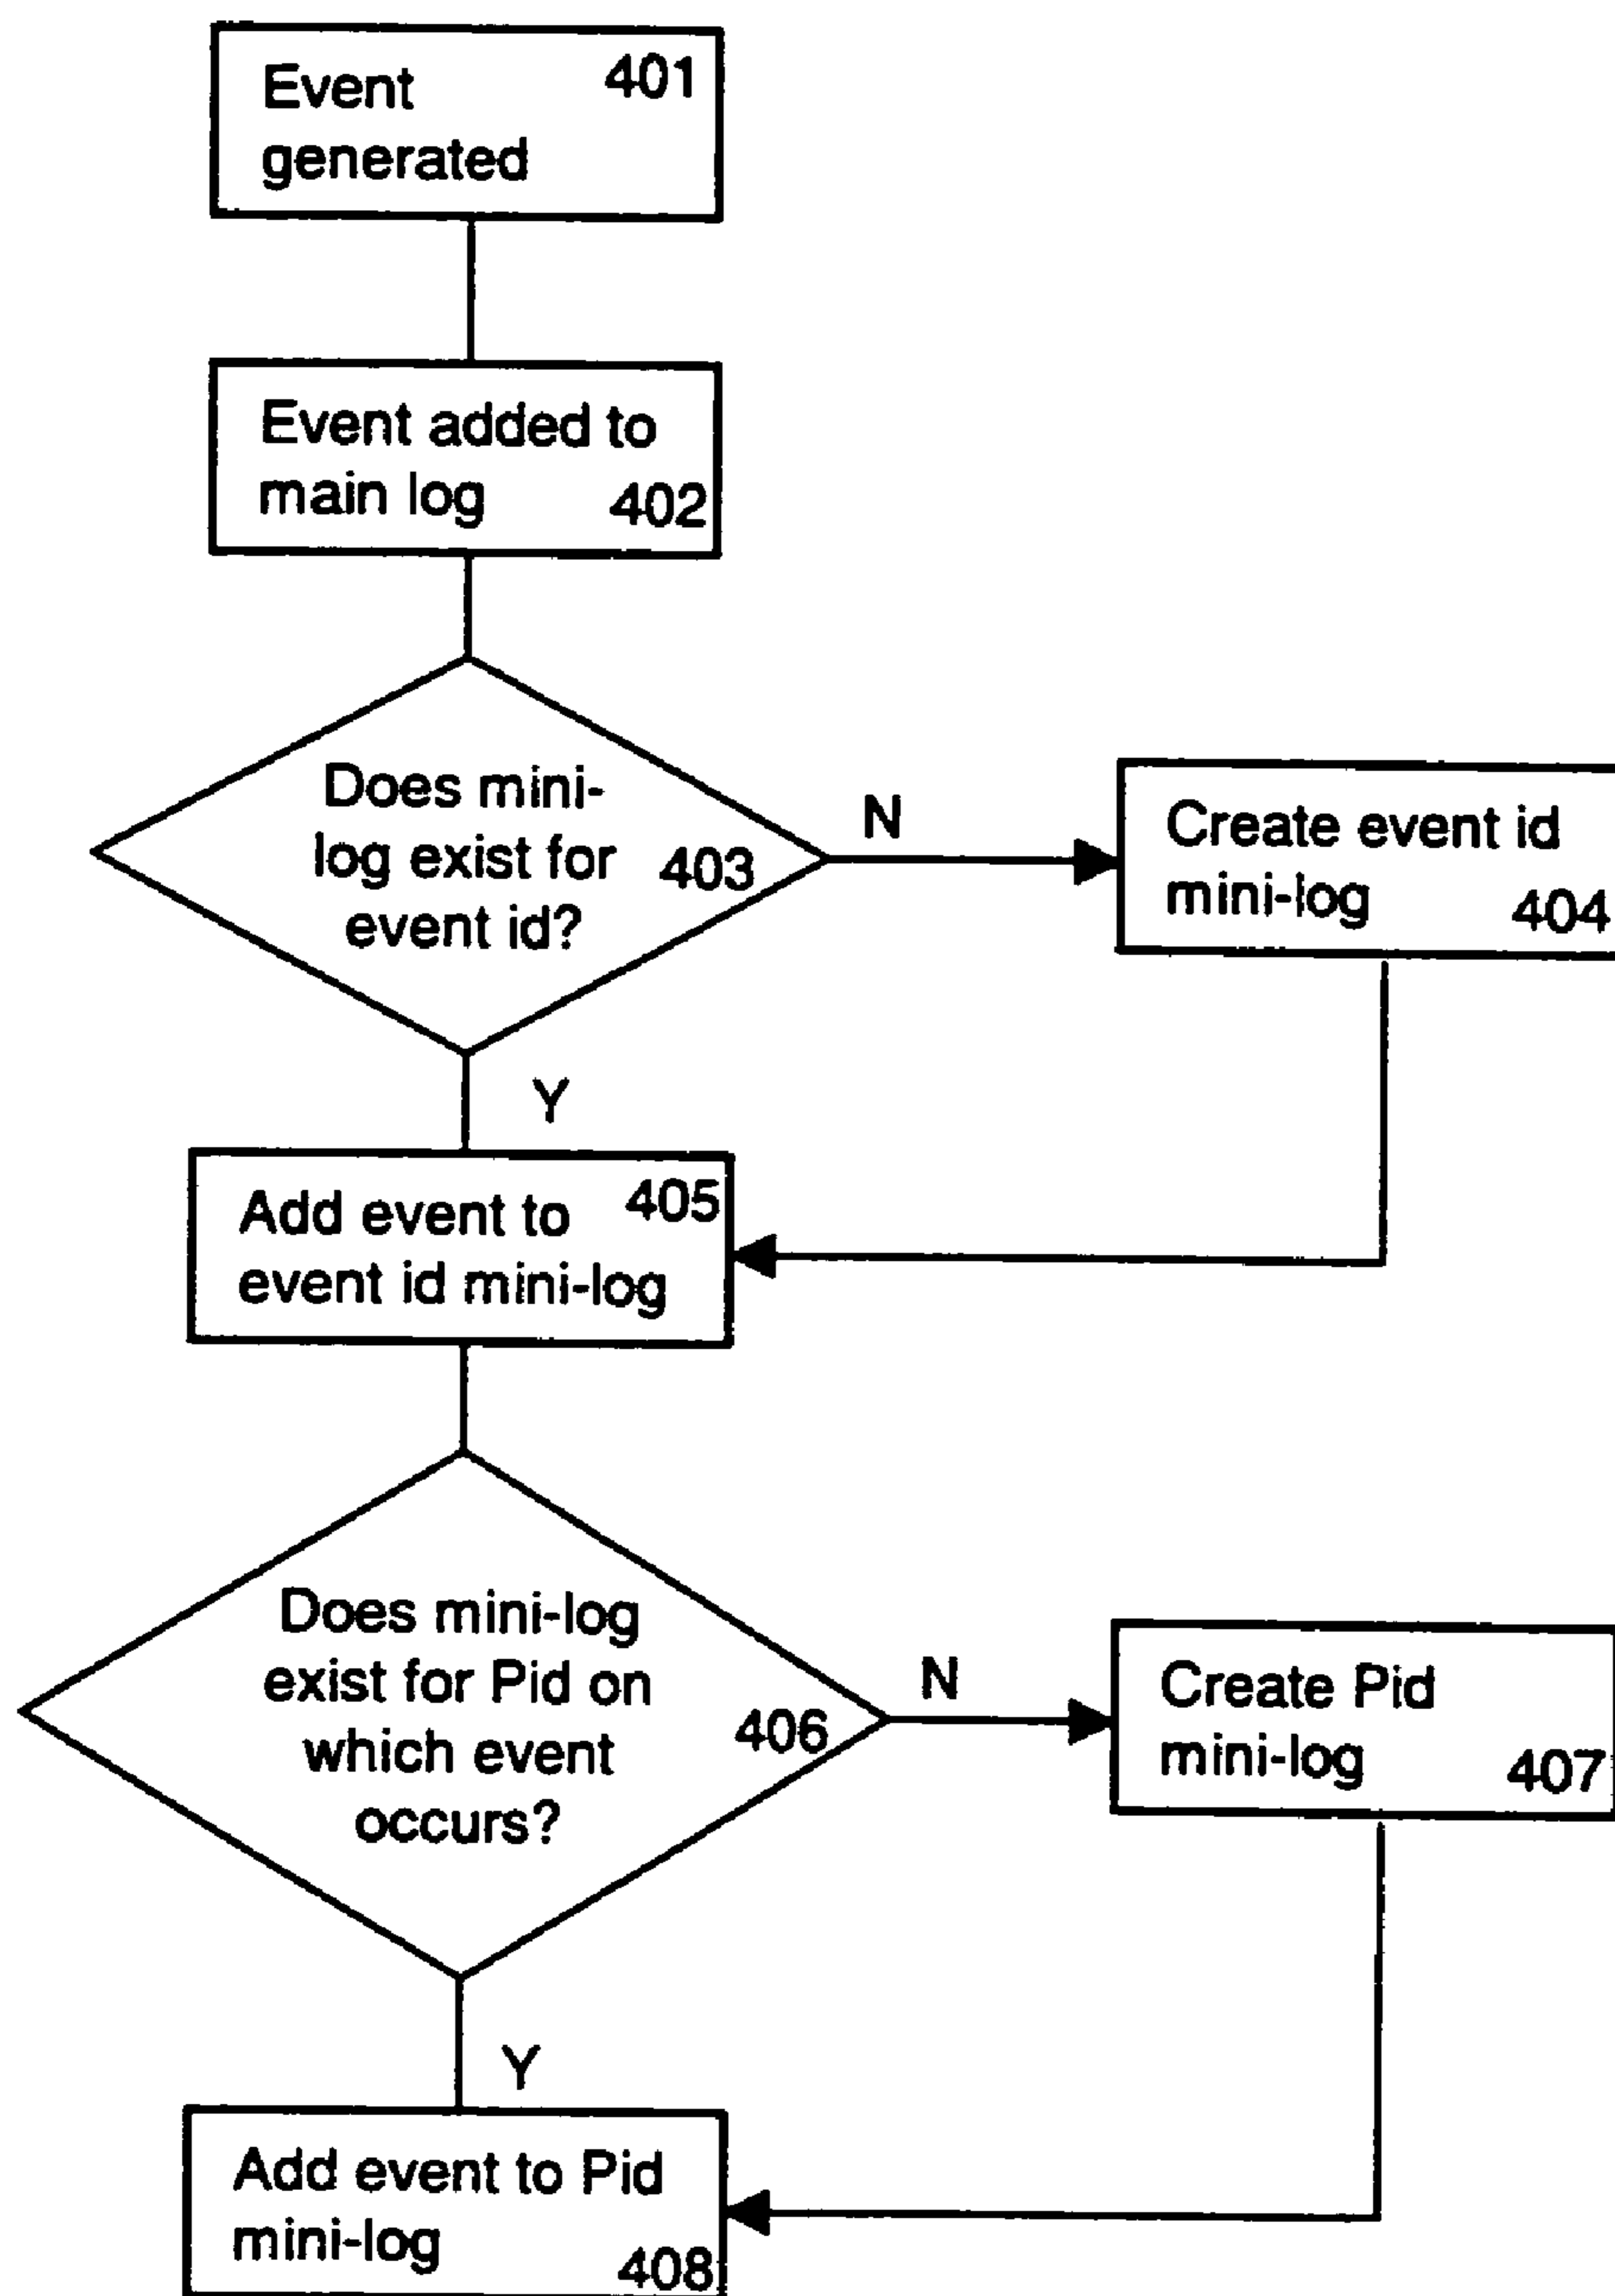 Event 401
generated
Event added to
main log 402
Does mini-
log exist for 403
event id?
N
Create event id
mini-log 404
Y
Add event to 405
event id mini-log
Does mini-log
exist for Pid on
which event 406
occurs?
N
Create Pid
mini-log 407
Y
Add event to Pid
mini-log 408